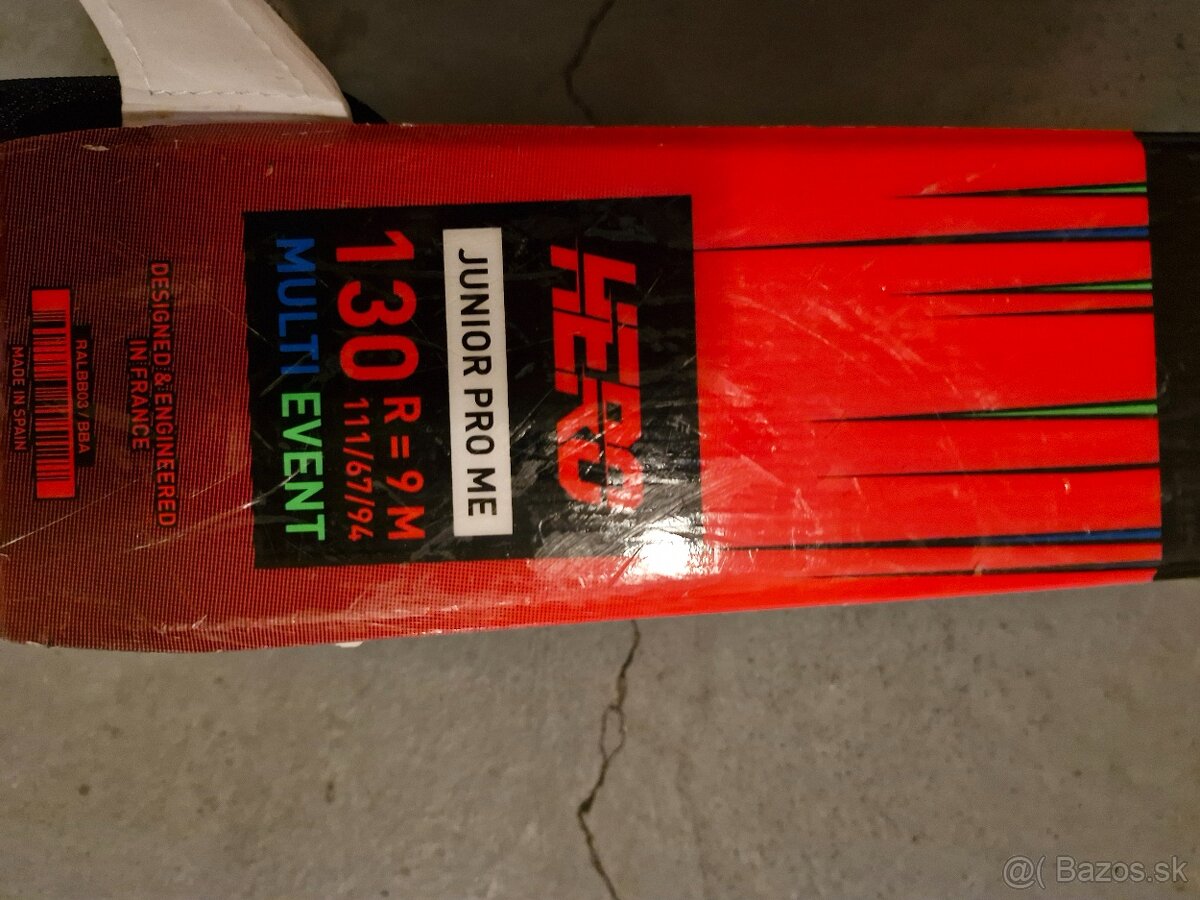 HERO
JUNIOR PRO ME
130 R = 9 M
111/67/94
MULTI EVENT
DESIGNED & ENGINEERED
IN FRANCE
RALBB03 / BBA
MADE IN SPAIN
@( Bazos.sk